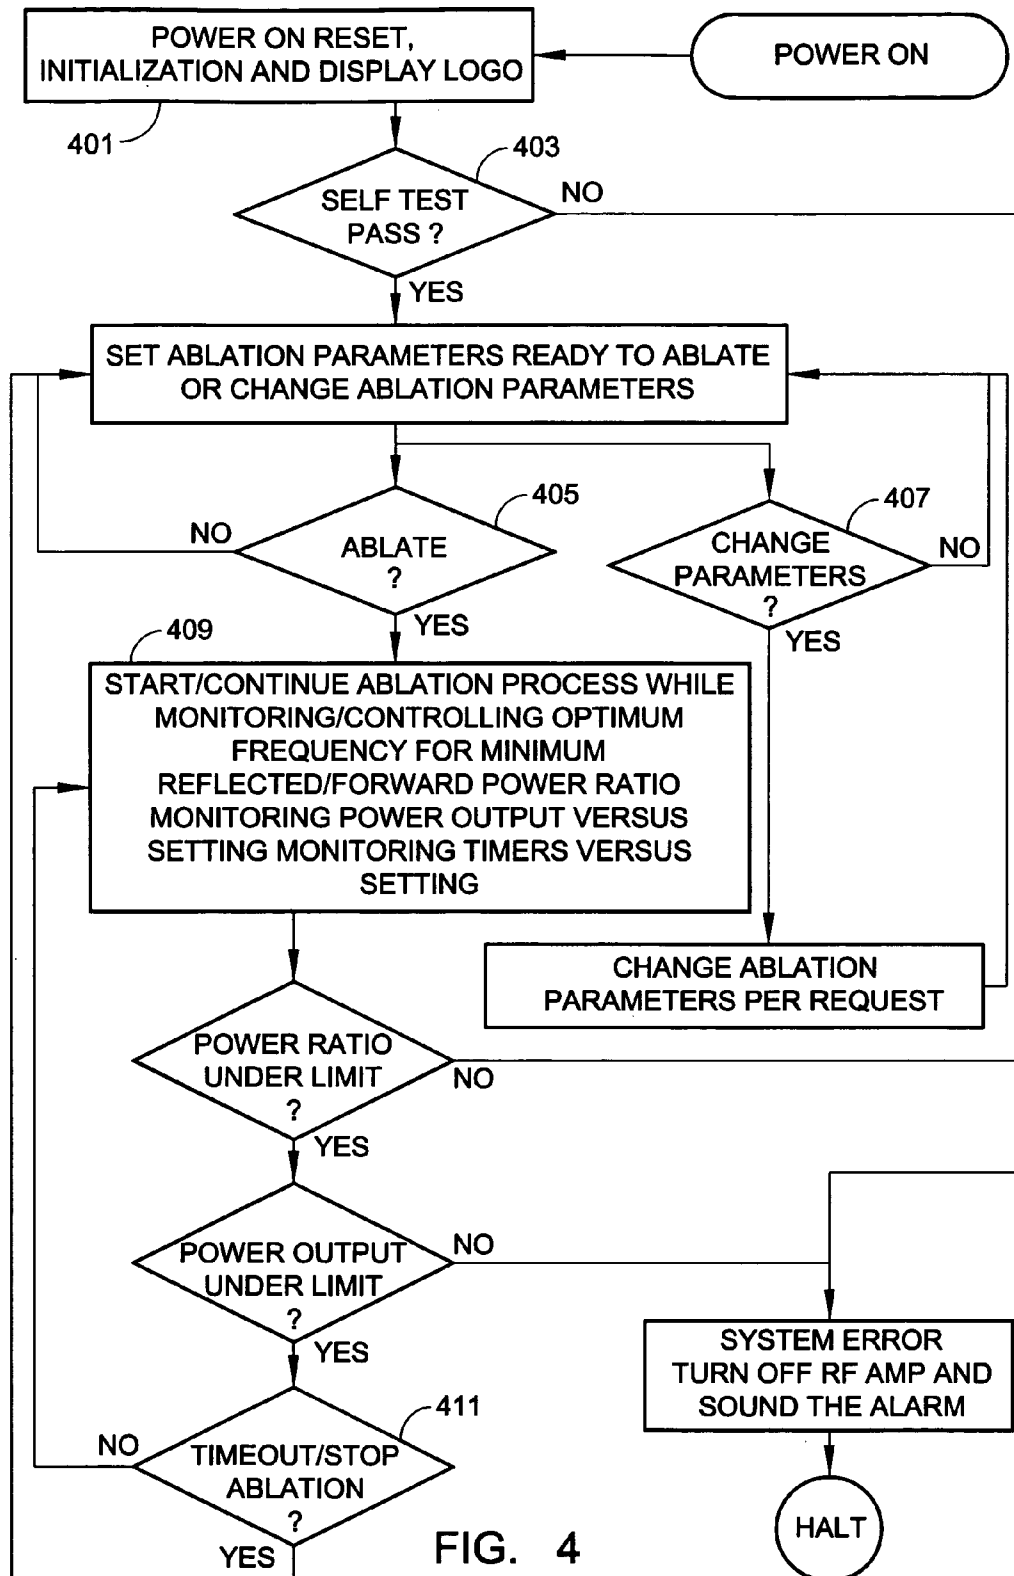 POWER ON RESET,
INITIALIZATION AND DISPLAY LOGO
POWER ON
401
403
SELF TEST
PASS ?
NO
YES
SET ABLATION PARAMETERS READY TO ABLATE
OR CHANGE ABLATION PARAMETERS
405
407
NO
ABLATE
?
CHANGE
PARAMETERS
?
NO
YES
YES
409
START/CONTINUE ABLATION PROCESS WHILE
MONITORING/CONTROLLING OPTIMUM
FREQUENCY FOR MINIMUM
REFLECTED/FORWARD POWER RATIO
MONITORING POWER OUTPUT VERSUS
SETTING MONITORING TIMERS VERSUS
SETTING
CHANGE ABLATION
PARAMETERS PER REQUEST
POWER RATIO
UNDER LIMIT
?
NO
YES
POWER OUTPUT
UNDER LIMIT
?
NO
YES
SYSTEM ERROR
TURN OFF RF AMP AND
SOUND THE ALARM
411
NO
TIMEOUT/STOP
ABLATION
?
YES
HALT
FIG. 4